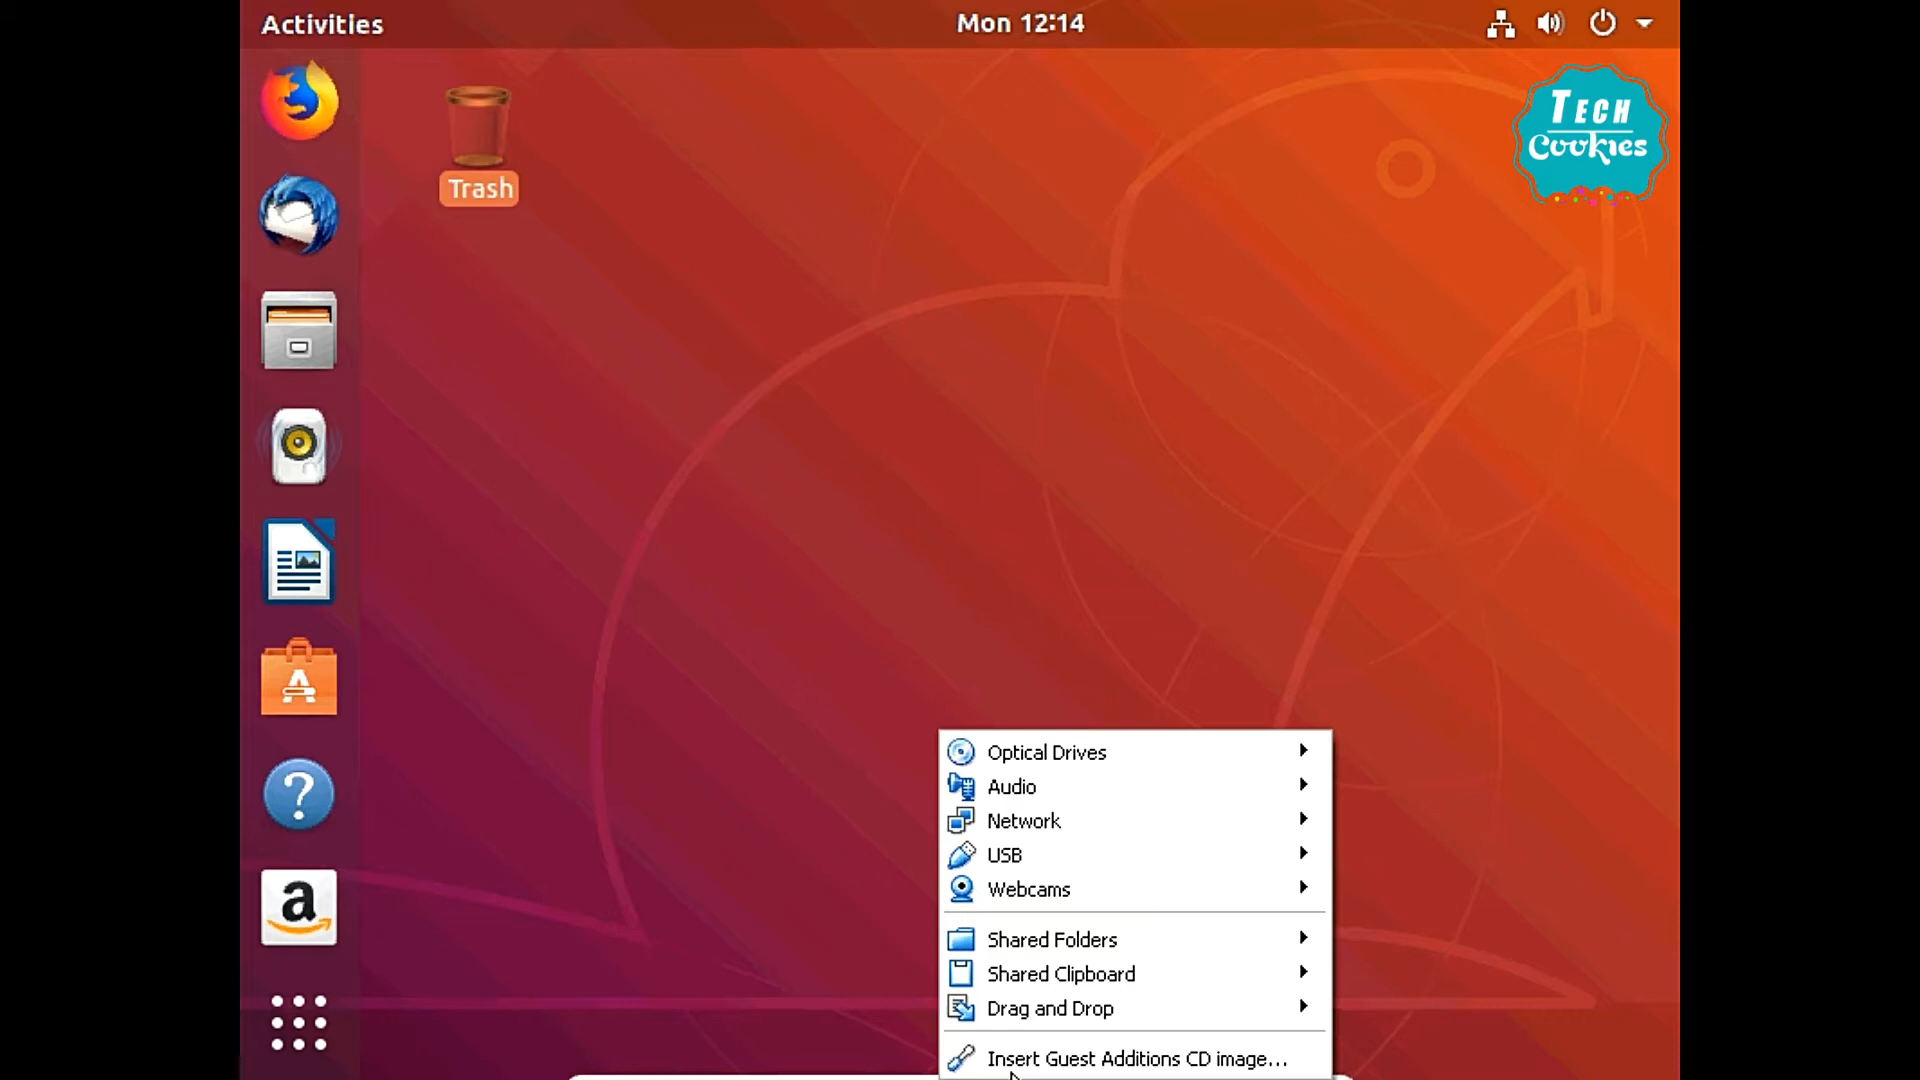 Activities
Mon 12:14
TECH
Cookies
Trash
a
Optical Drives
Audio
Network
USB
Webcams
Shared Folders
Shared Clipboard
Drag and Drop
Insert Guest Additions CD image...